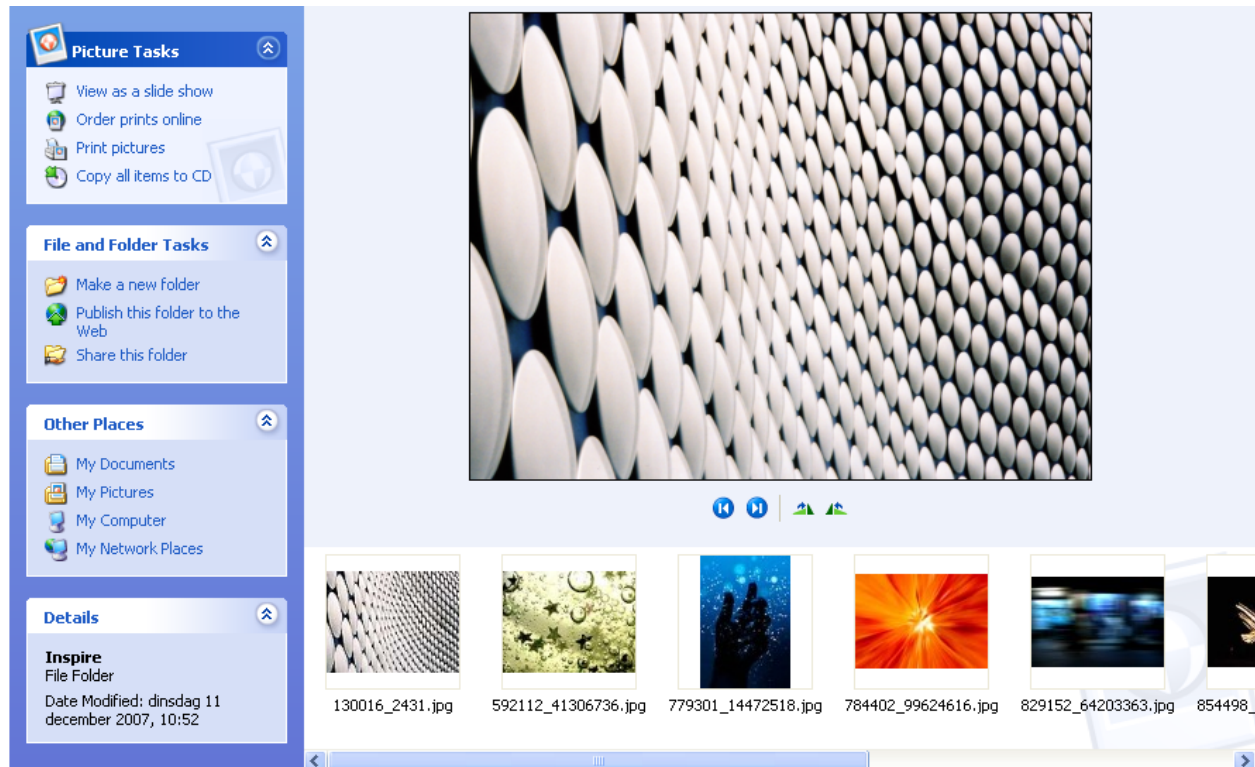 Picture Tasks
View as a slide show
Order prints online
Print pictures
Copy all items to CD
File and Folder Tasks
Make a new folder
Publish this folder to the
Web
Share this folder
Other Places
My Documents
My Pictures
My Computer
My Network Places
Details
Inspire
File Folder
Date Modified: dinsdag 11
december 2007, 10:52
130016_2431.jpg
592112_41306736.jpg
779301_14472518.jpg
784402_99624616.jpg
829152_64203363.jpg
854498_